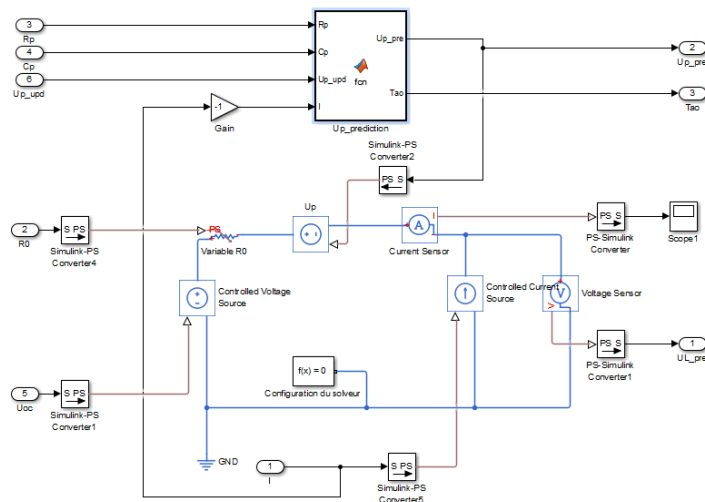 3
Rp
Rp
Up_pre
2
Up_pre
4
Cp
Cp
fcn
6
Up_upd
Up_upd
Tao
3
Tao
-1
Gain
I
Up_prediction
Simulink-PS
Converter2
PS S
Up
2
R0
S PS
Simulink-PS
Converter4
PS
Variable R0
A
I
Current Sensor
PS S
PS-Simulink
Converter
Scope1
Controlled Voltage
Source
Controlled Current
Source
V
Voltage Sensor
PS S
1
UL_pre
PS-Simulink
Converter1
f(x) = 0
Configuration du solveur
5
Uoc
S PS
Simulink-PS
Converter1
GND
1
I
S PS
Simulink-PS
Converter5